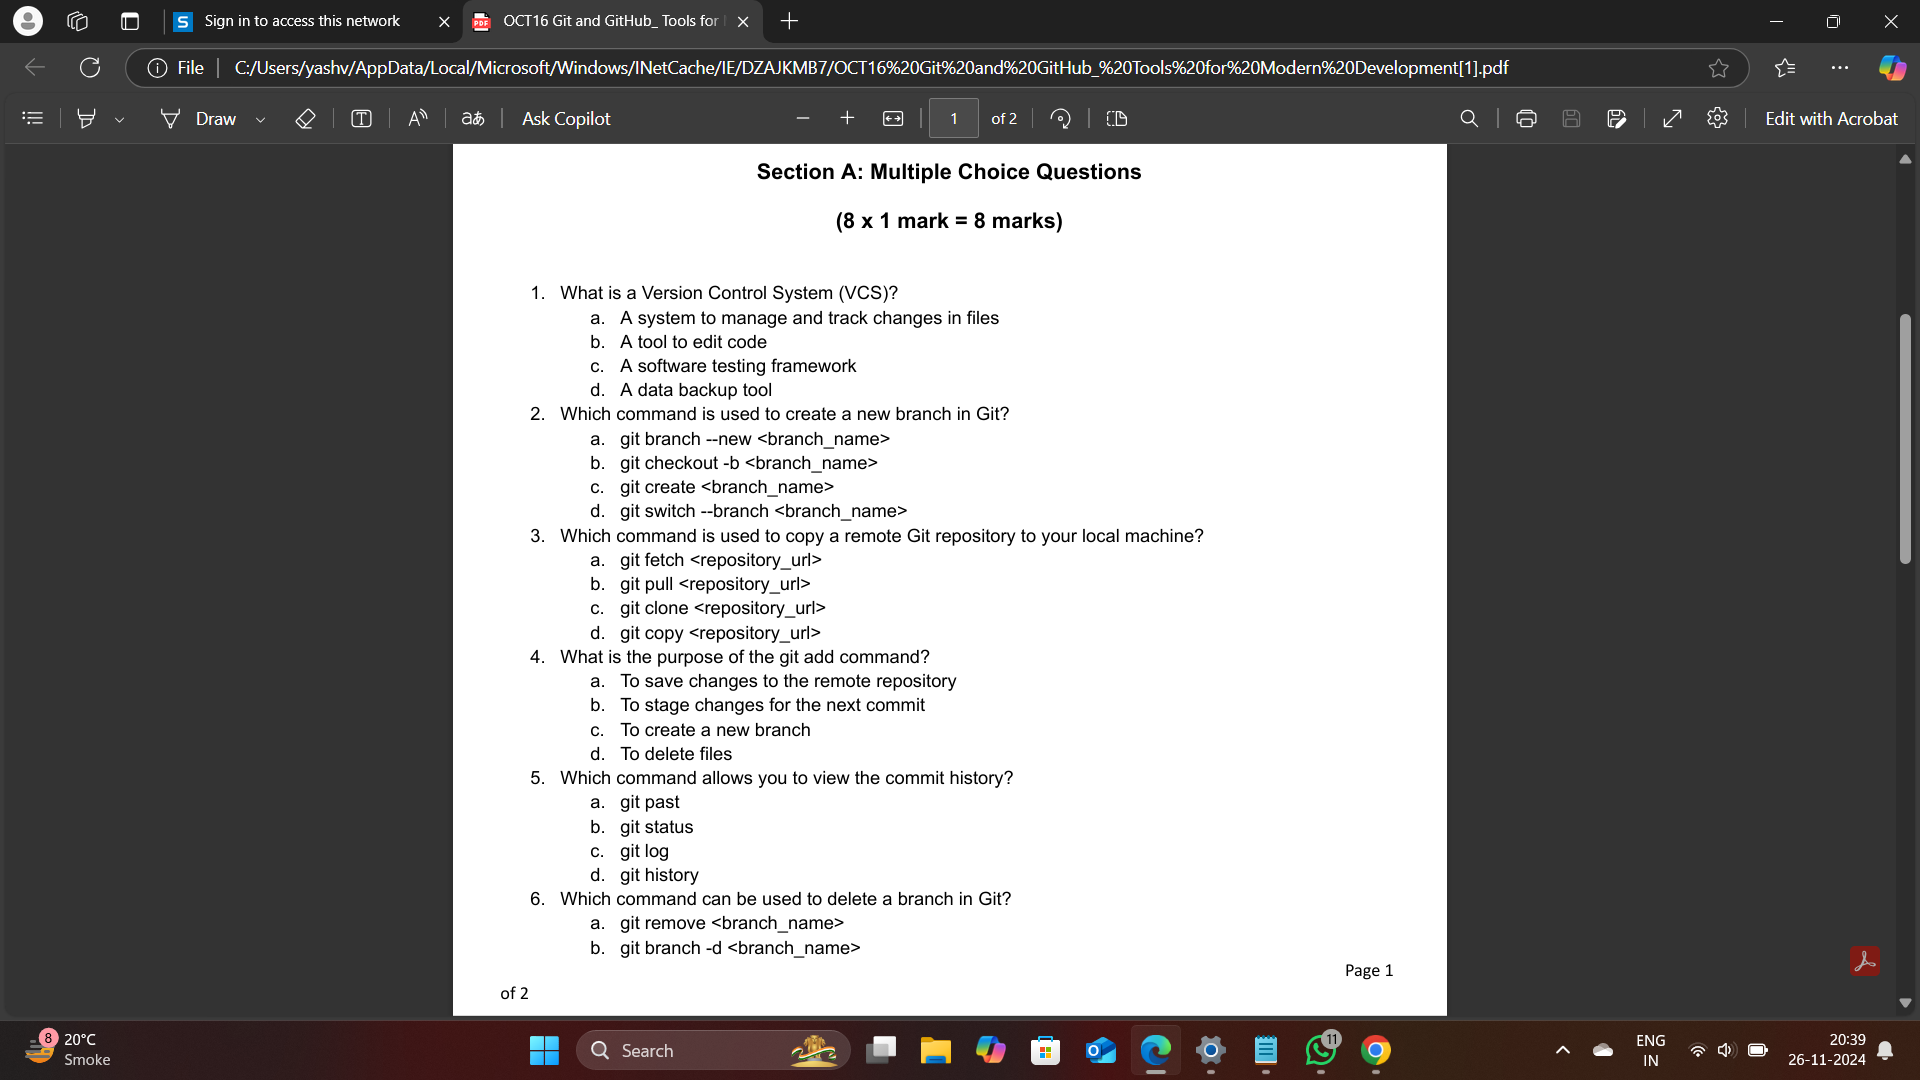 Sign in to access this network
OCT16 Git and GitHub_ Tools for
File
C:/Users/yashv/AppData/Local/Microsoft/Windows/INetCache/IE/DZAJKMB7/OCT16%20Git%20and%20GitHub_%20Tools%20for%20Modern%20Development[1].pdf
Draw
aあ
Ask Copilot
1 of 2
Edit with Acrobat
Section A: Multiple Choice Questions
(8 x 1 mark = 8 marks)
1. What is a Version Control System (VCS)?
a. A system to manage and track changes in files
b. A tool to edit code
c. A software testing framework
d. A data backup tool
2. Which command is used to create a new branch in Git?
a. git branch --new <branch_name>
b. git checkout -b <branch_name>
c. git create <branch_name>
d. git switch --branch <branch_name>
3. Which command is used to copy a remote Git repository to your local machine?
a. git fetch <repository_url>
b. git pull <repository_url>
c. git clone <repository_url>
d. git copy <repository_url>
4. What is the purpose of the git add command?
a. To save changes to the remote repository
b. To stage changes for the next commit
c. To create a new branch
d. To delete files
5. Which command allows you to view the commit history?
a. git past
b. git status
c. git log
d. git history
6. Which command can be used to delete a branch in Git?
a. git remove <branch_name>
b. git branch -d <branch_name>
Page 1
of 2
8
20°C
Smoke
Search
11
ENG
IN
20:39
26-11-2024